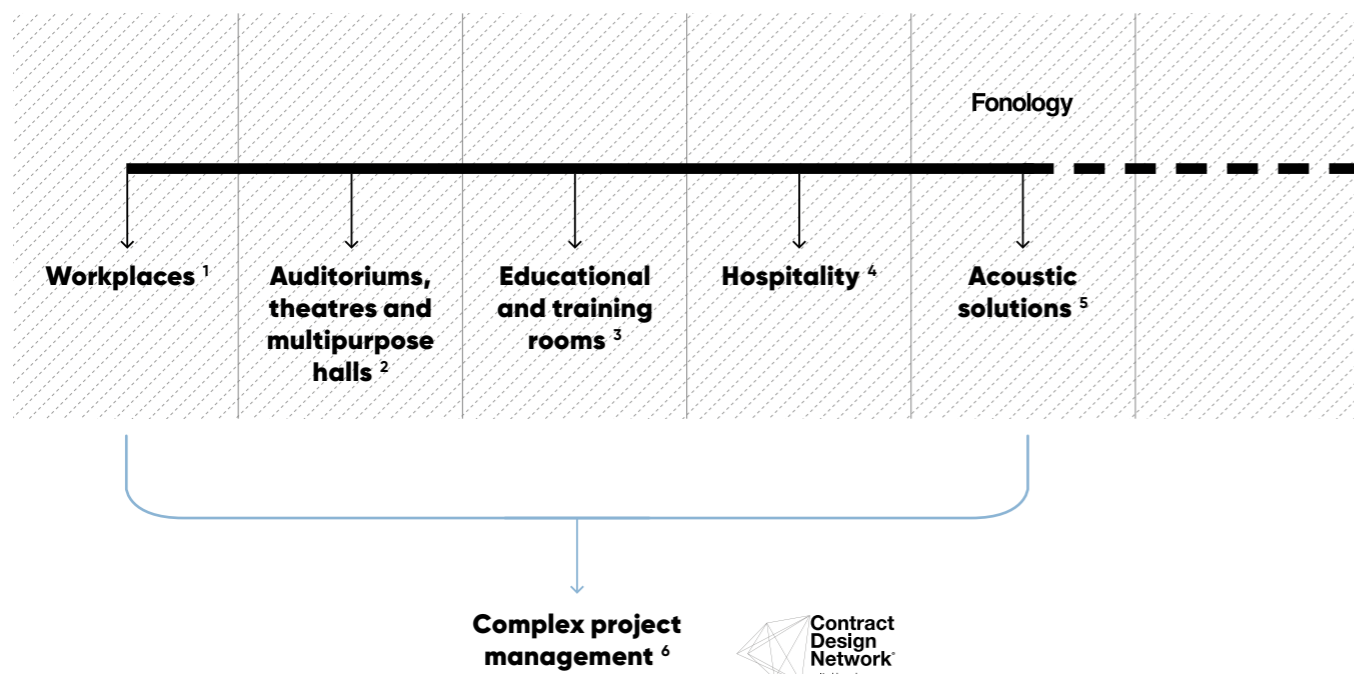 Fonology
Workplaces 1
Auditoriums,
theatres and
multipurpose
halls 2
Educational
and training
rooms 3
Hospitality 4
Acoustic
solutions 5
Complex project
management 6
Contract
Design
Network®